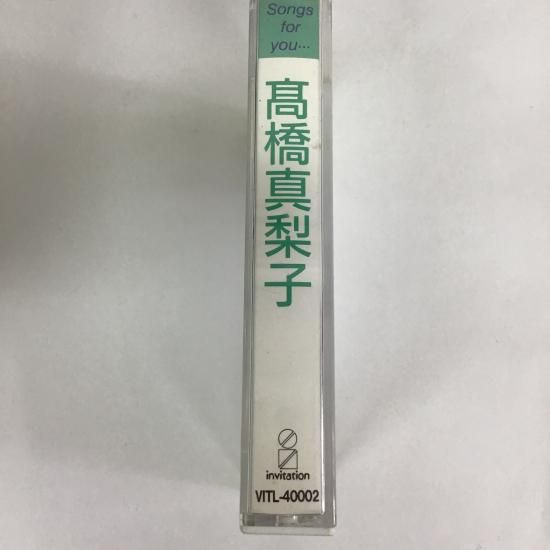 Songs
for
you…
髙橋真梨子
invitation
VITL-40002